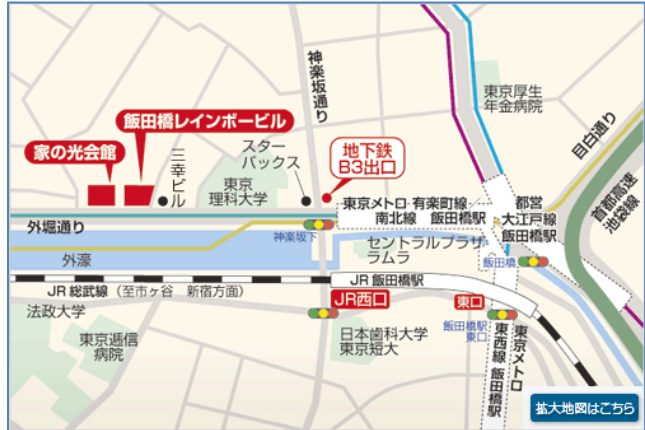 神楽坂通り
東京厚生
年金病院
目白通り
首都高速
池袋線
飯田橋レインボービル
家の光会館
三幸ビル
スター
バックス
地下鉄
B3出口
東京
理科大学
東京メトロ・有楽町線
南北線 飯田橋駅
都営
大江戸線
飯田橋駅
外堀通り
神楽坂下
セントラルプラザ
ラムラ
飯田橋
外濠
JR 飯田橋駅
JR 総武線(至市ヶ谷 新宿方面)
JR西口
東口
法政大学
飯田橋駅
東口
東京逓信
病院
日本歯科大学
東京短大
東京メトロ
東西線 飯田橋駅
拡大地図はこちら